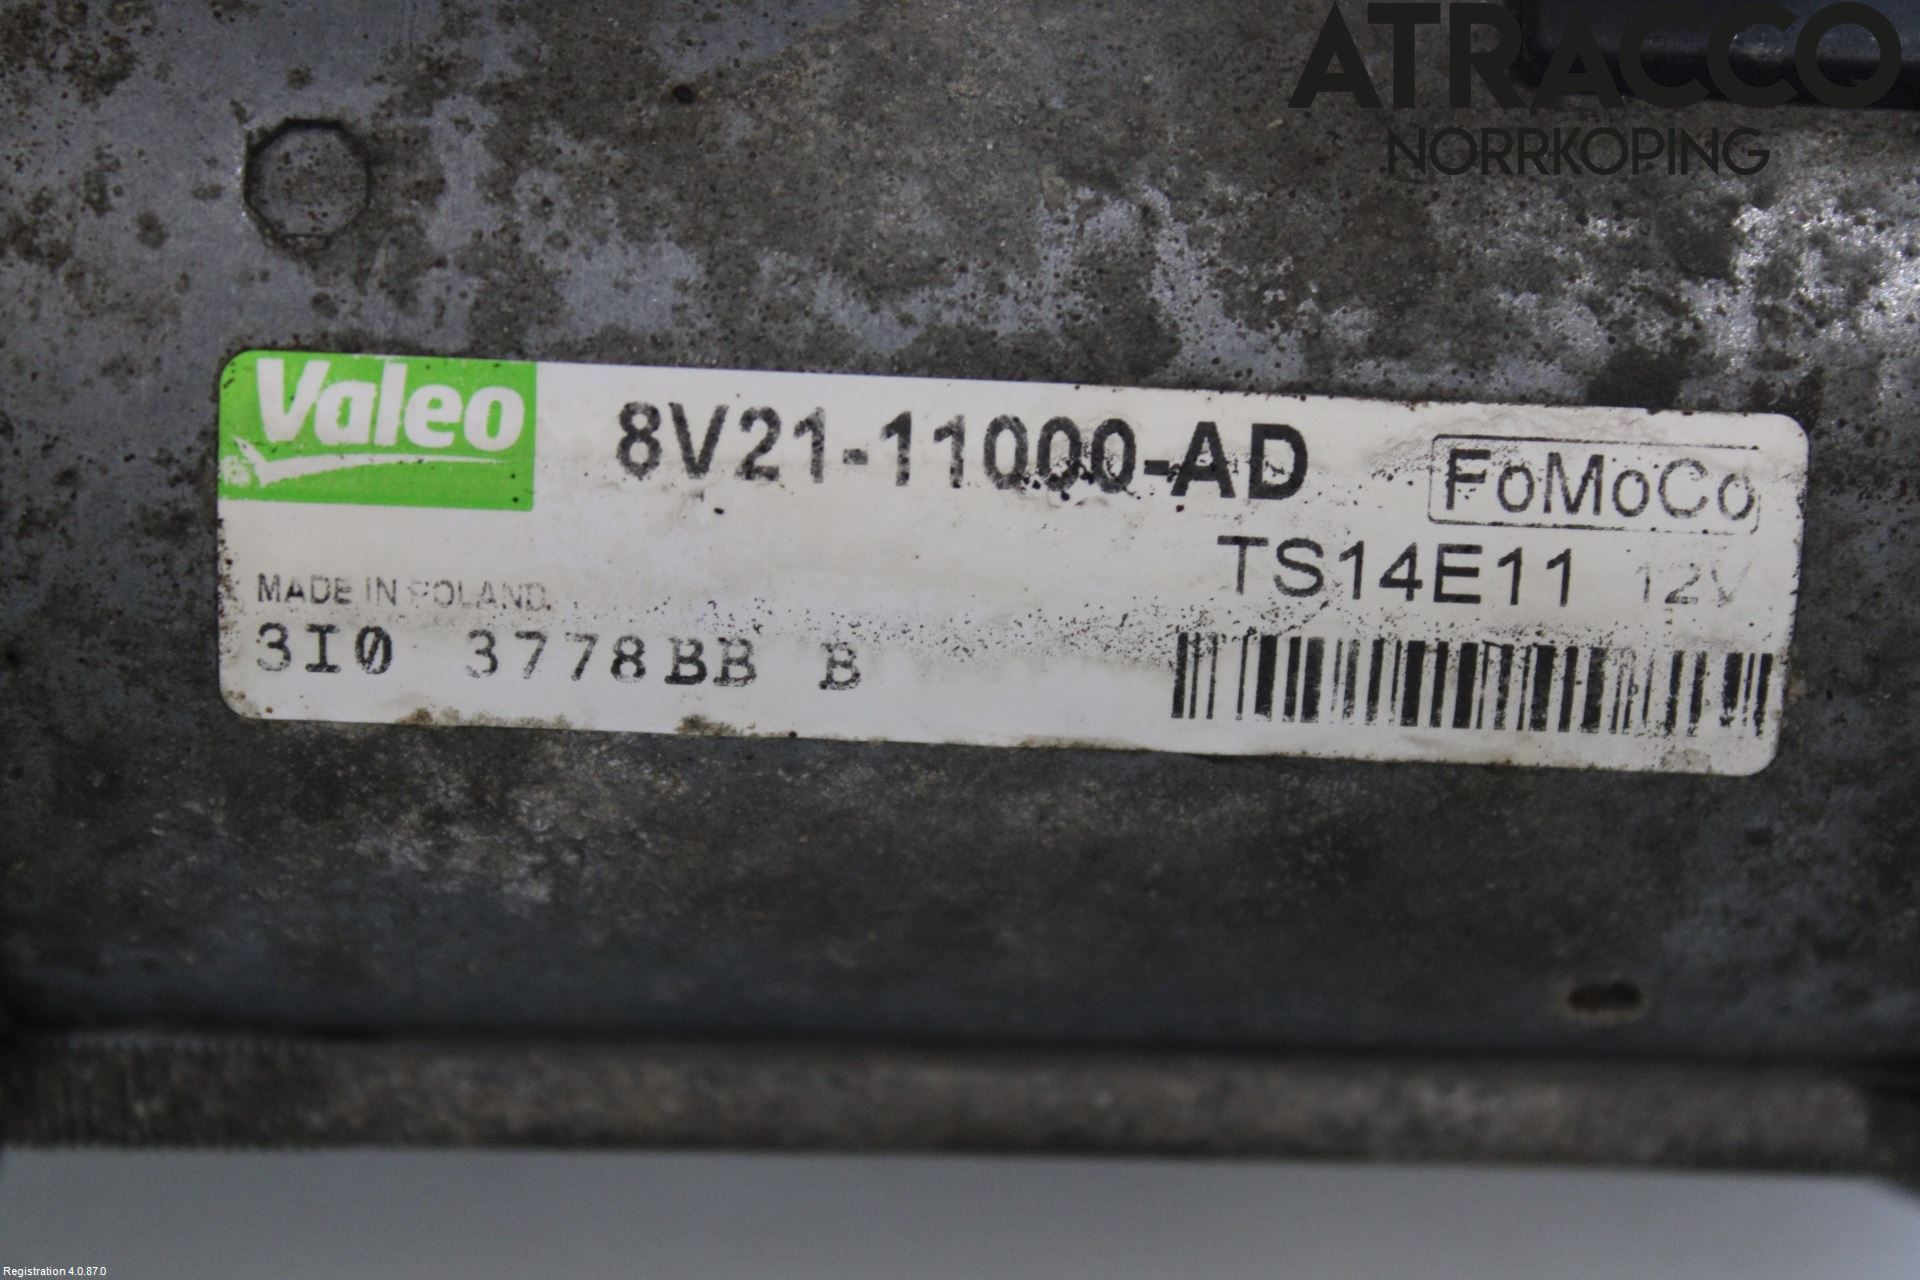 ATRACCO
NORRKOPING
Valeo
8V21-11000-AD
FoMoCo
TS14E11 12V
MADE IN POLAND
3I0 3778BB B
Registration 4.0.87.0